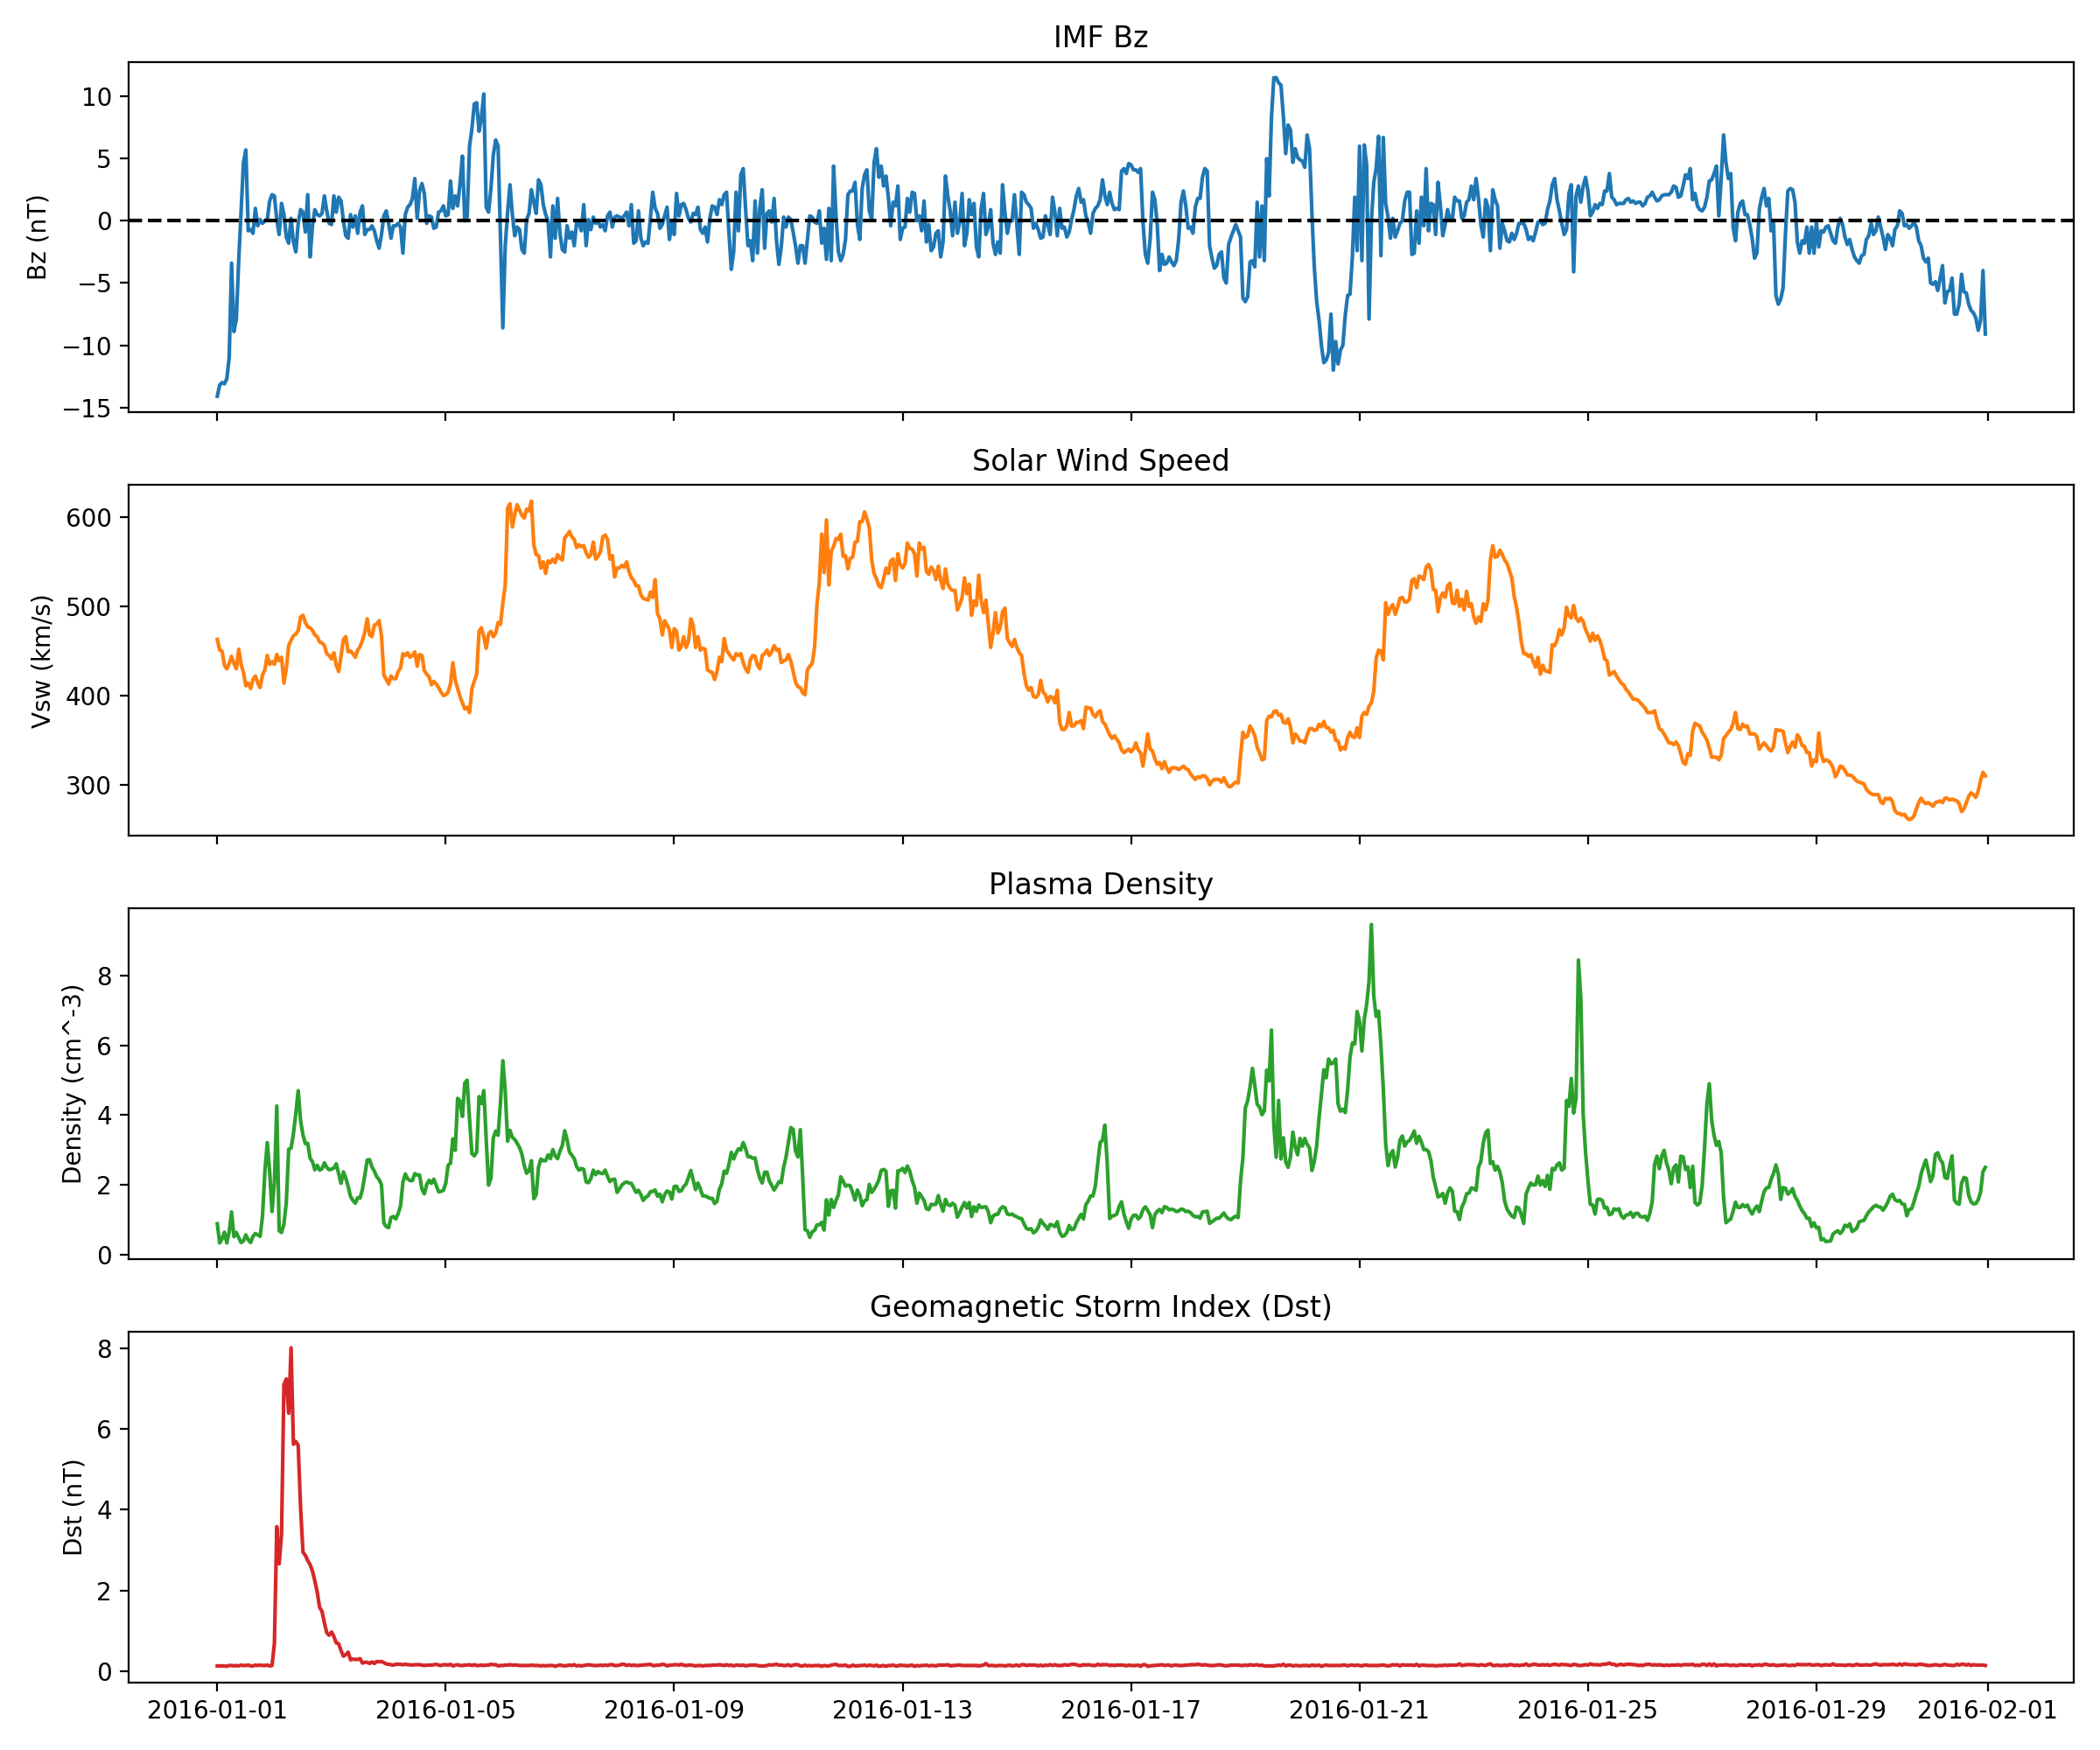 IMF Bz
Bz (nT)
10
5
0
−5
−10
−15
Solar Wind Speed
Vsw (km/s)
600
500
400
300
Plasma Density
Density (cm^-3)
8
6
4
2
0
Geomagnetic Storm Index (Dst)
Dst (nT)
8
6
4
2
0
2016-01-01 2016-01-05 2016-01-09 2016-01-13 2016-01-17 2016-01-21 2016-01-25 2016-01-29 2016-02-01